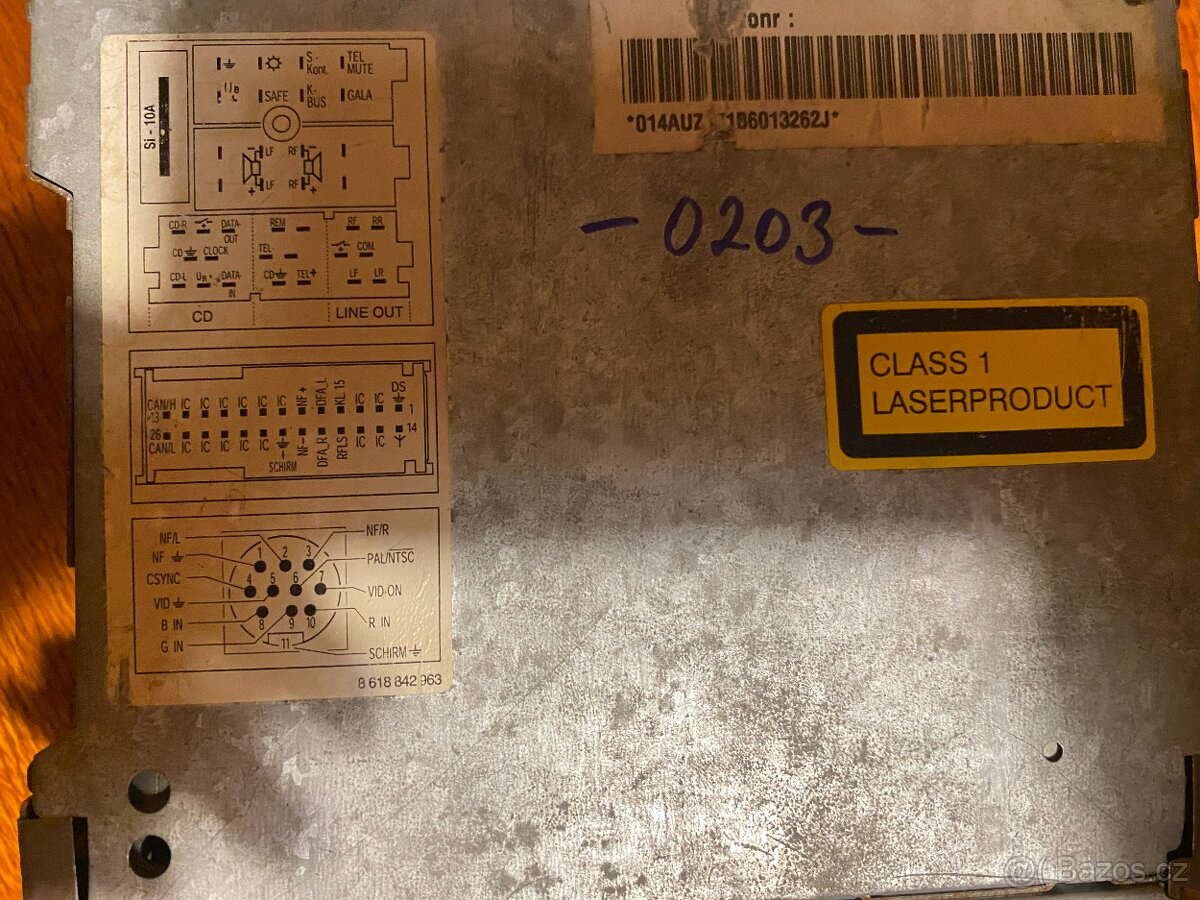 Si - 10A
S-Kont.
TEL MUTE
UB
SAFE
K-BUS
GALA
- LF RF -
+ LF RF +
CD-R DATA-OUT REM RF RR
CD CLOCK TEL- COM.
CD-L UB+ DATA-IN CD TEL+ LF LR
CD LINE OUT
CAN/H IC IC IC IC IC IC NF+ DFA_L KL 15 IC IC DS
13 1
26 14
CAN/L IC IC IC IC IC NF- DFA_R RFLS IC IC
SCHIRM
NF/L
NF/R
NF
PAL/NTSC
CSYNC
VID
VID-ON
B IN
R IN
G IN
SCHIRM
1 2 3
4 5 6 7
8 9 10
11
8 618 842 963
onr :
*014AUZ 1B6013262J*
-0203-
CLASS 1
LASERPRODUCT
Bazos.cz